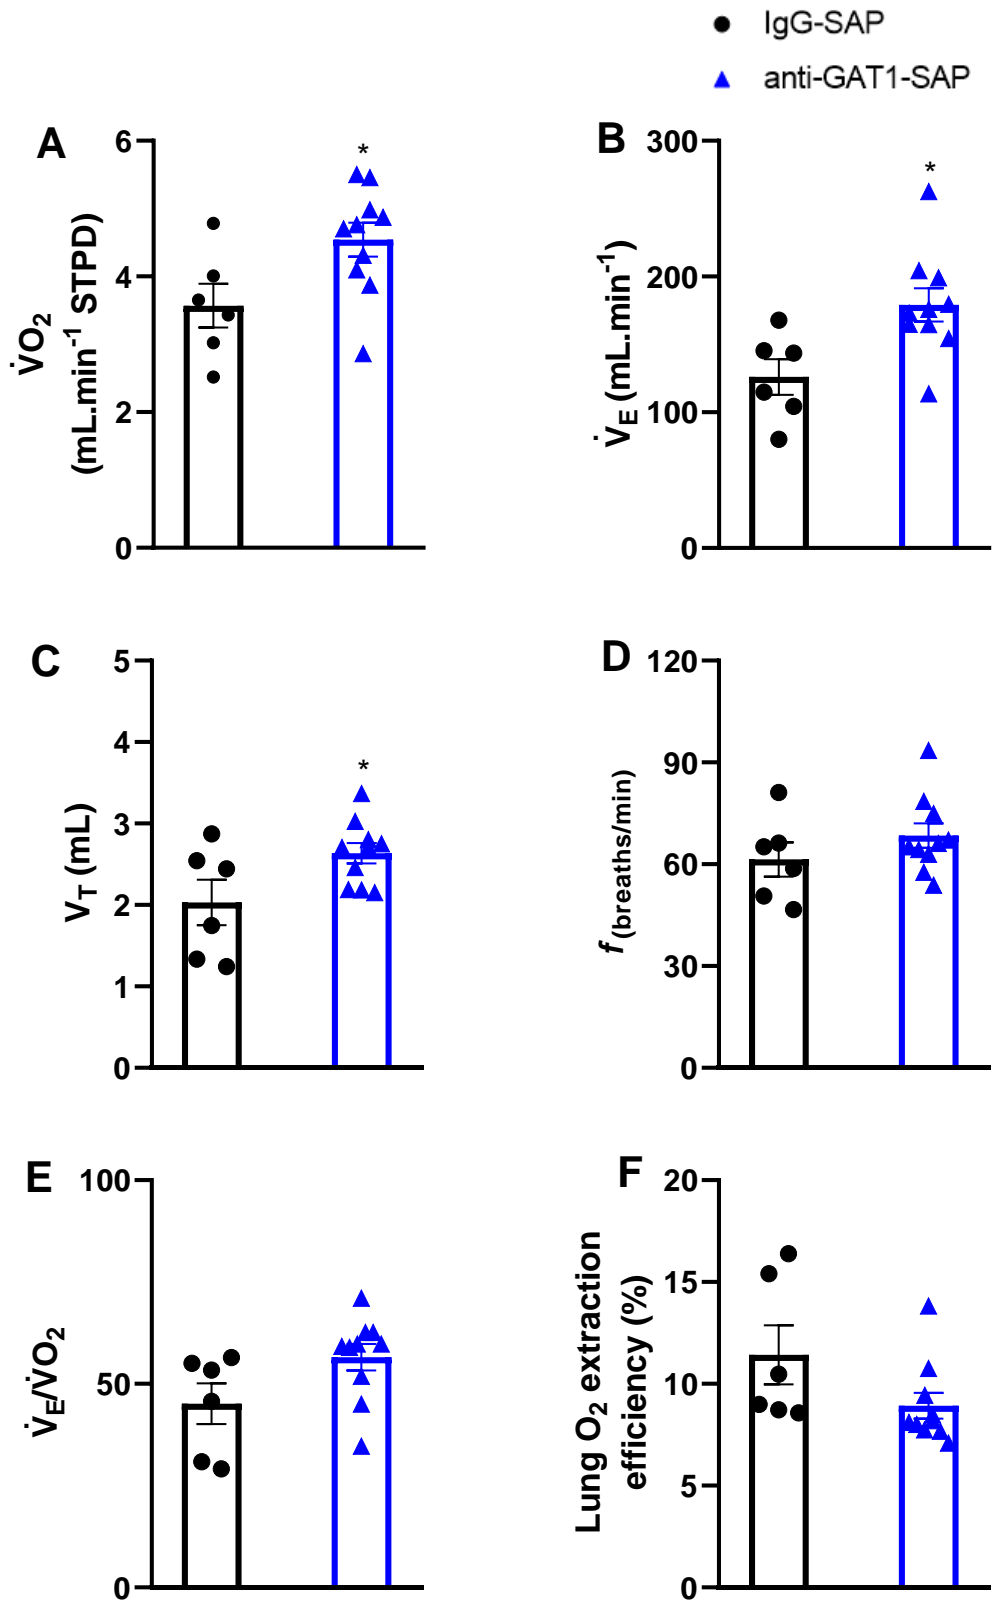 IgG-SAP
anti-GAT1-SAP
A
V̇O₂
(mL.min⁻¹ STPD)
6
4
2
0
*
B
V̇E (mL.min⁻¹)
300
200
100
0
*
C
VT (mL)
5
4
3
2
1
0
*
D
f (breaths/min)
120
90
60
30
0
E
V̇E/V̇O₂
100
50
0
F
Lung O₂ extraction
efficiency (%)
20
15
10
5
0